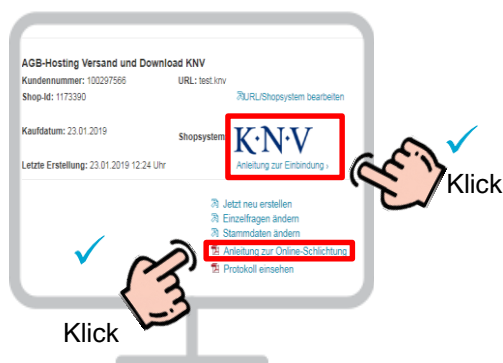 AGB-Hosting Versand und Download KNV
Kundennummer: 100297566 URL: test.knv
Shop-Id: 1173390 URL/Shopsystem bearbeiten
Kaufdatum: 23.01.2019 Shopsystem: K·N·V
Letzte Erstellung: 23.01.2019 12:24 Uhr Anleitung zur Einbindung ›
Klick
Jetzt neu erstellen
Einzelfragen ändern
Stammdaten ändern
Anleitung zur Online-Schlichtung
Protokoll einsehen
Klick